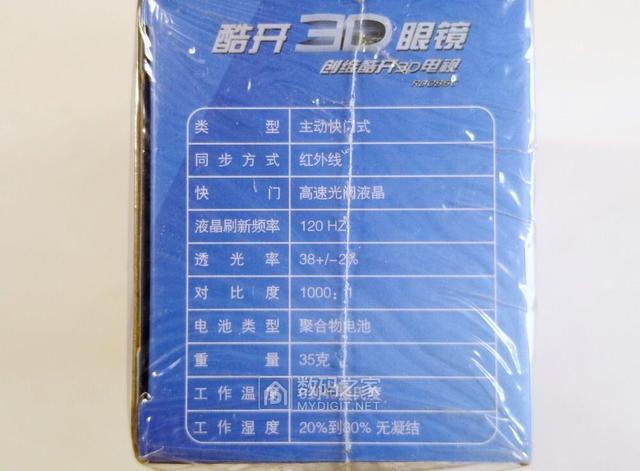 酷开 3D 眼镜
创维酷开3D电视
类 型 主动快门式
同步方式 红外线
快 门 高速光阀液晶
液晶刷新频率 120 HZ
透 光 率 38+/-2%
对 比 度 1000：1
电池类型 聚合物电池
重 量 35克
工作温度
数码之家
MYDIGIT.NET
工作湿度 20%到80% 无凝结